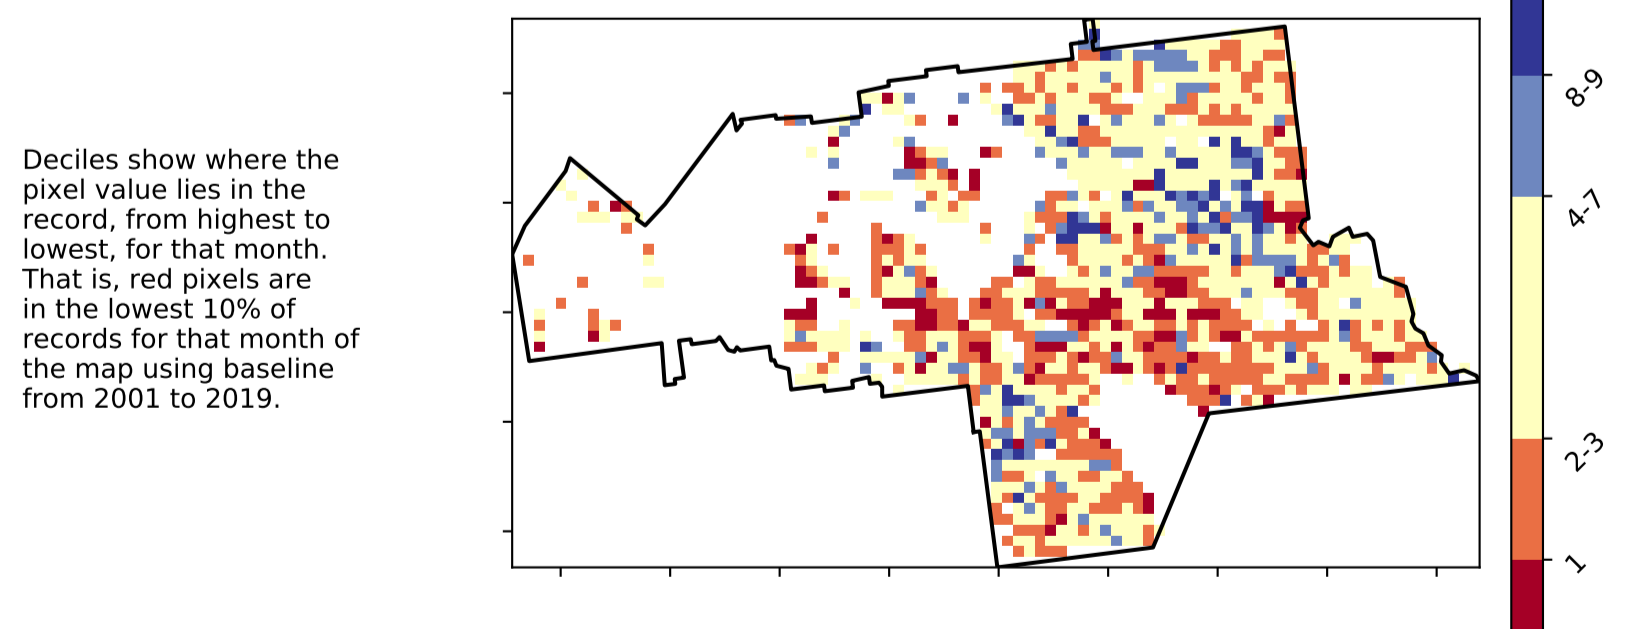 Deciles show where the
pixel value lies in the
record, from highest to
lowest, for that month.
That is, red pixels are
in the lowest 10% of
records for that month of
the map using baseline
from 2001 to 2019.
8-9
4-7
2-3
1